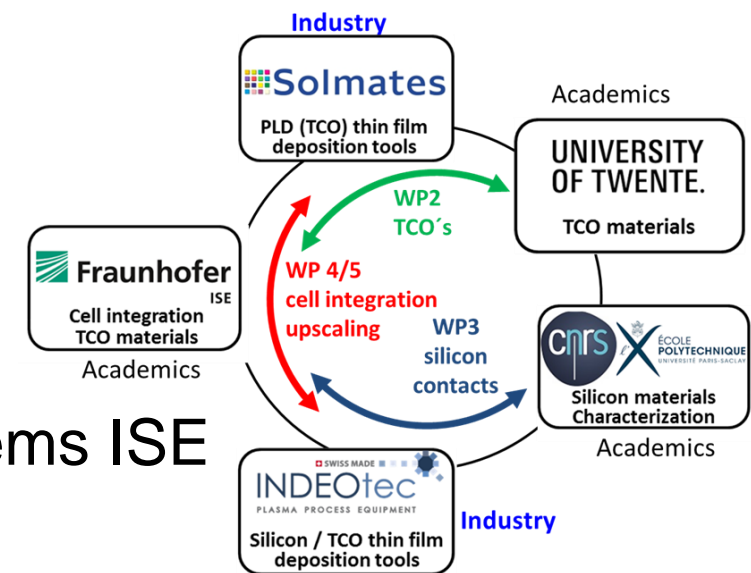 Industry
Solmates
PLD (TCO) thin film
deposition tools
Academics
UNIVERSITY
OF TWENTE.
TCO materials
WP2
TCO´s
Fraunhofer
ISE
Cell integration
TCO materials
Academics
WP 4/5
cell integration
upscaling
WP3
silicon
contacts
cnrs
ÉCOLE
POLYTECHNIQUE
UNIVERSITÉ PARIS-SACLAY
Silicon materials
Characterization
Academics
ems ISE
SWISS MADE
INDEOtec
PLASMA PROCESS EQUIPMENT
Silicon / TCO thin film
deposition tools
Industry